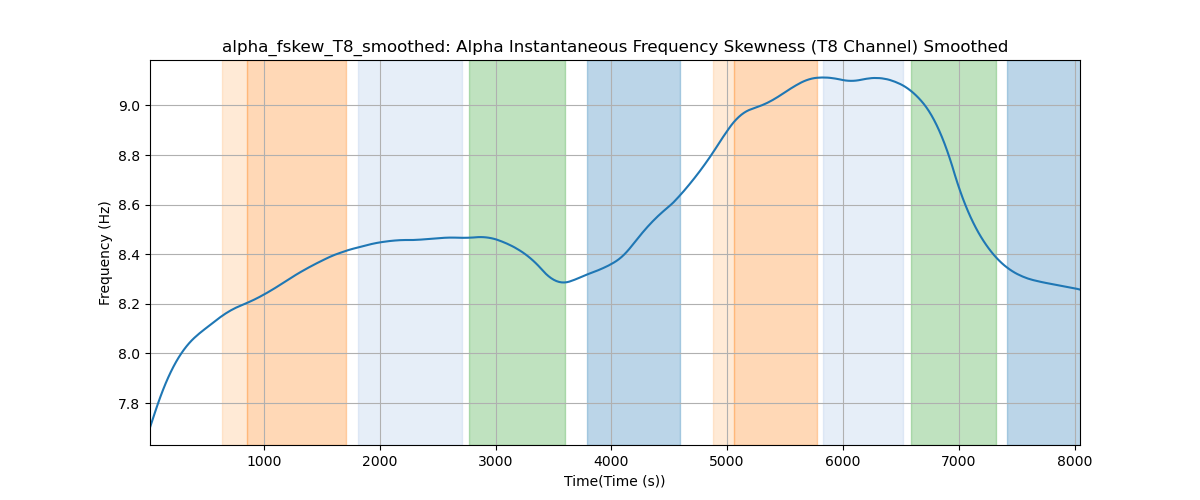 alpha_fskew_T8_smoothed: Alpha Instantaneous Frequency Skewness (T8 Channel) Smoothed
Frequency (Hz)
9.0
8.8
8.6
8.4
8.2
8.0
7.8
1000 2000 3000 4000 5000 6000 7000 8000
Time(Time (s))